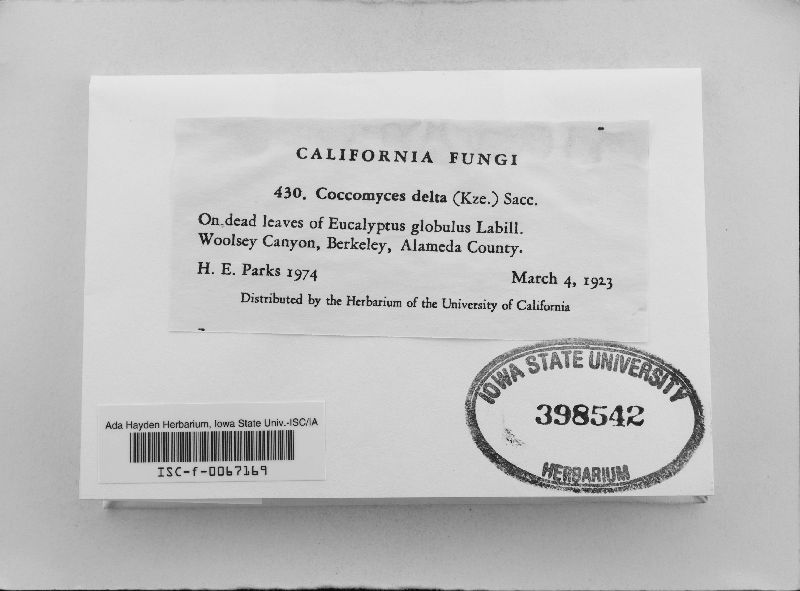 CALIFORNIA FUNGI
430. Coccomyces delta (Kze.) Sacc.
On dead leaves of Eucalyptus globulus Labill.
Woolsey Canyon, Berkeley, Alameda County.
H. E. Parks 1974 March 4, 1923
Distributed by the Herbarium of the University of California
IOWA STATE UNIVERSITY
398542
HERBARIUM
Ada Hayden Herbarium, Iowa State Univ.-ISC/IA
ISC-f-0067169